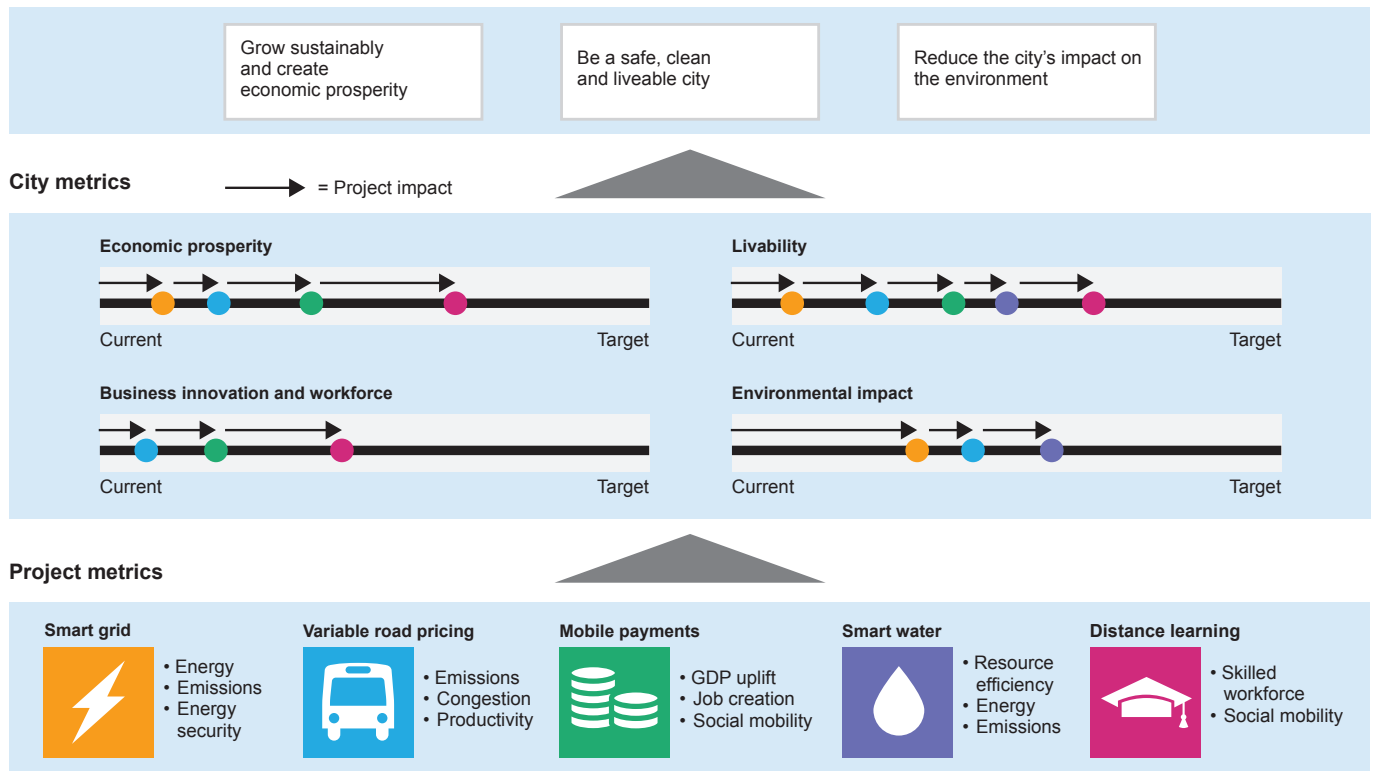 Grow sustainably
and create
economic prosperity
Be a safe, clean
and liveable city
Reduce the city's impact on
the environment
City metrics
= Project impact
Economic prosperity
Current
Target
Livability
Current
Target
Business innovation and workforce
Current
Target
Environmental impact
Current
Target
Project metrics
Smart grid
• Energy
• Emissions
• Energy
security
Variable road pricing
• Emissions
• Congestion
• Productivity
Mobile payments
• GDP uplift
• Job creation
• Social mobility
Smart water
• Resource
efficiency
• Energy
• Emissions
Distance learning
• Skilled
workforce
• Social mobility